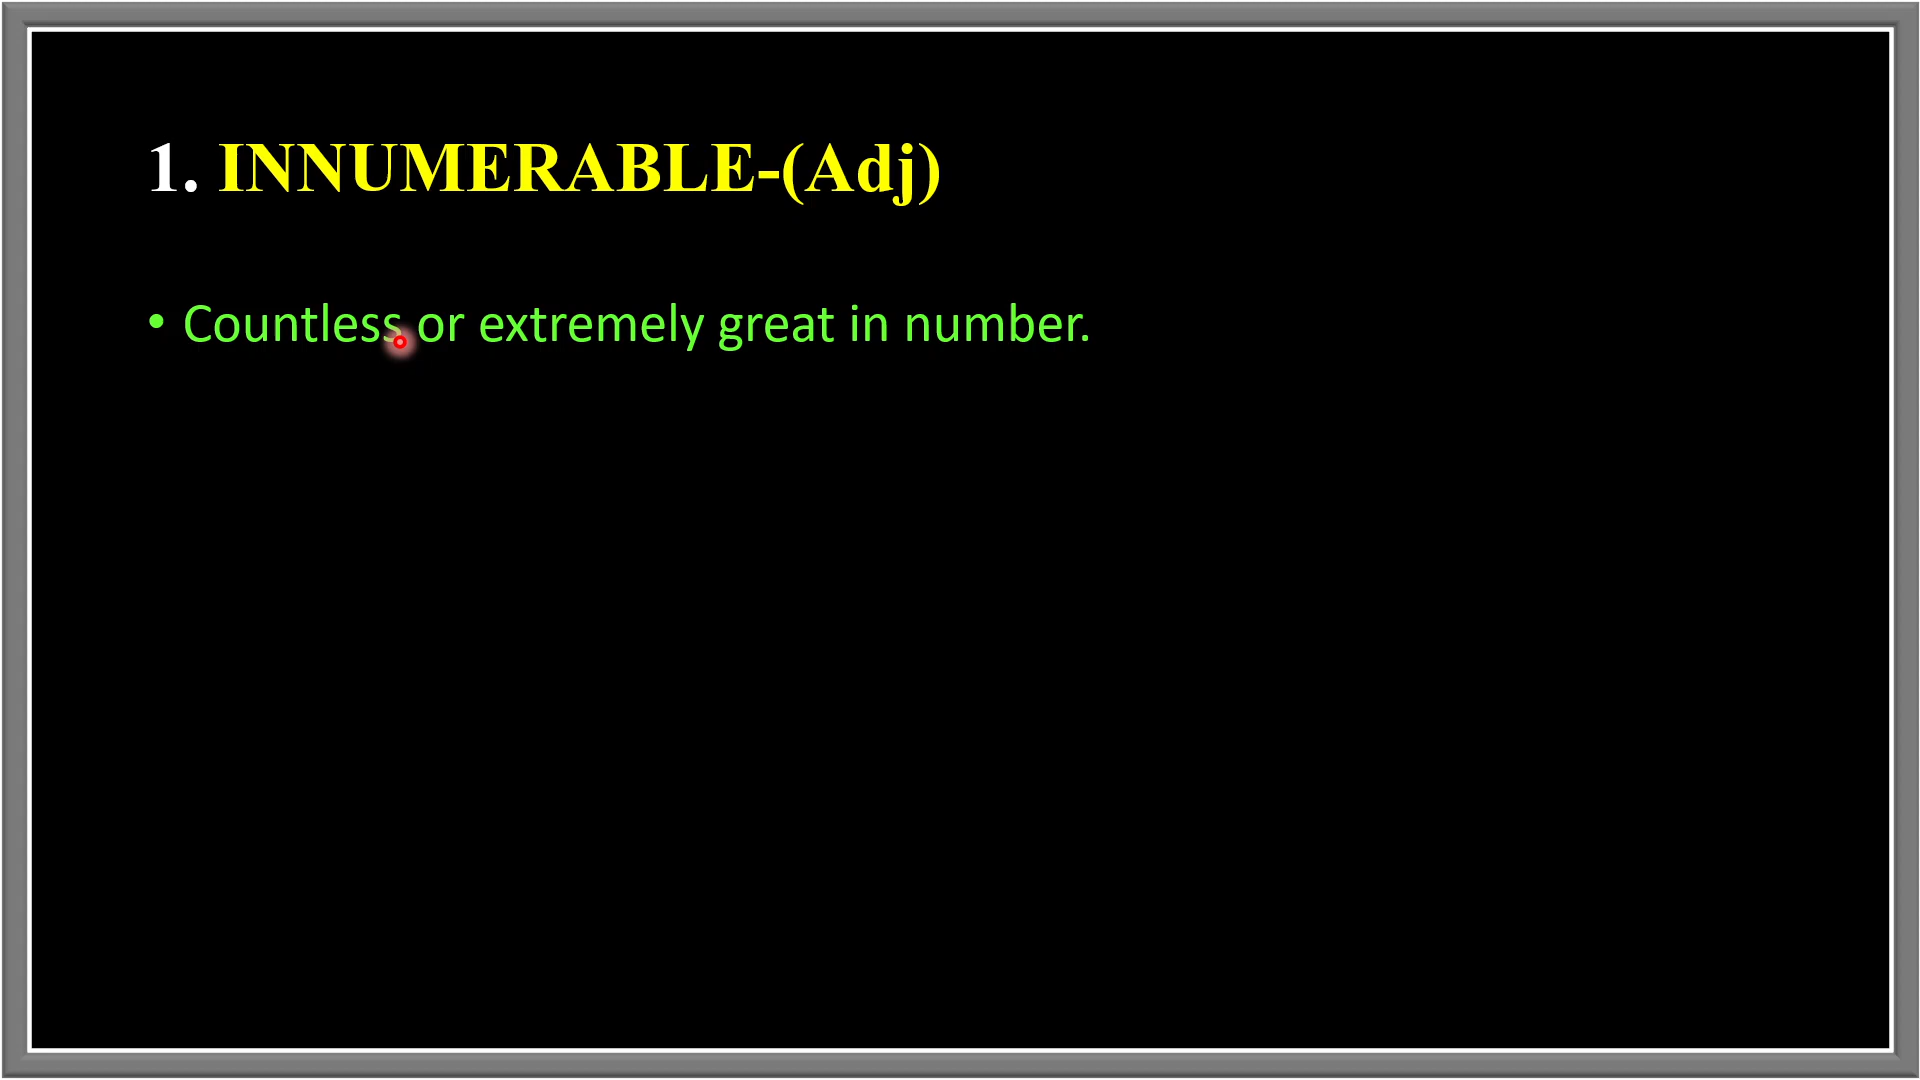 1. INNUMERABLE-(Adj)
• Countless or extremely great in number.